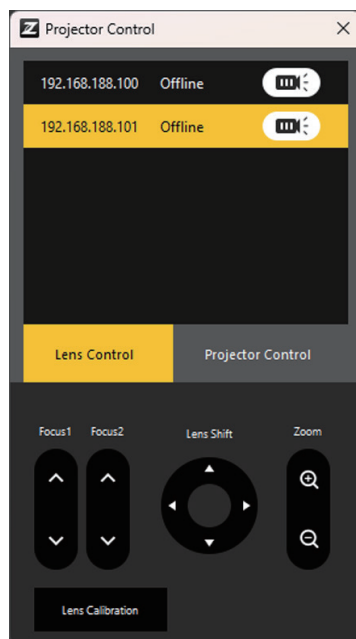 Projector Control
192.168.188.100 Offline
192.168.188.101 Offline
Lens Control Projector Control
Focus1 Focus2 Lens Shift Zoom
Lens Calibration